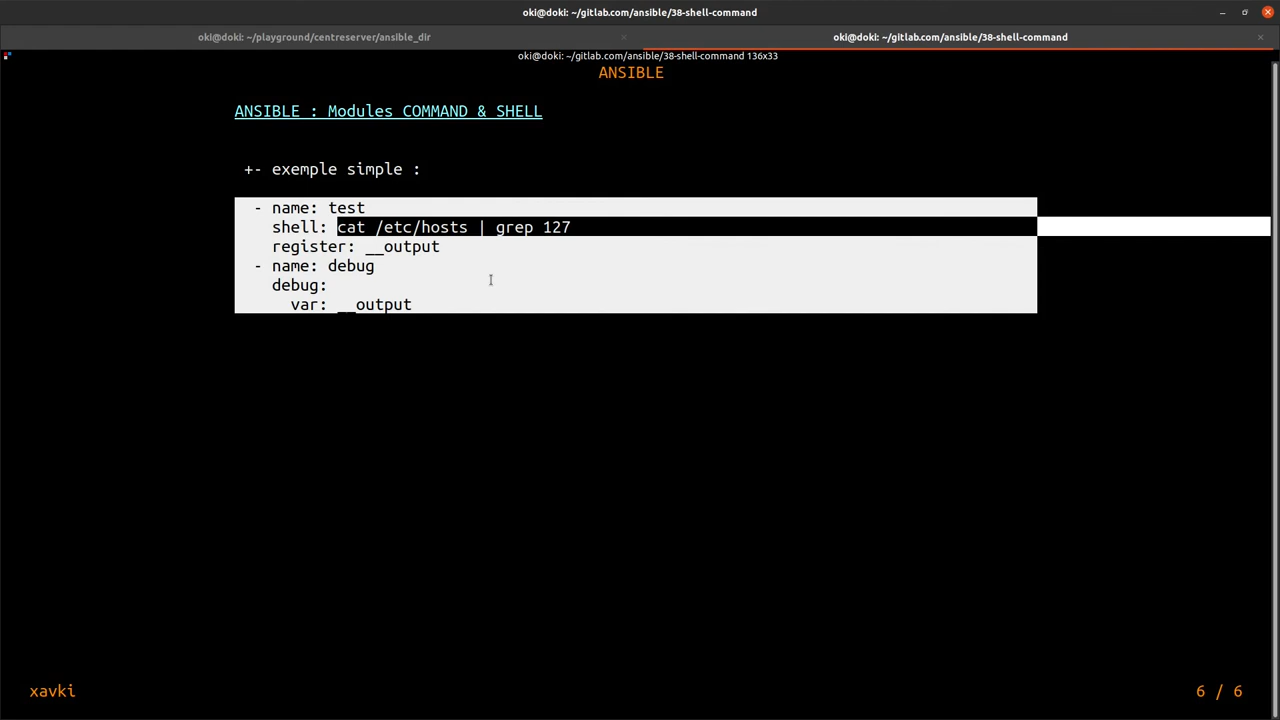 oki@doki: ~/gitlab.com/ansible/38-shell-command
oki@doki: ~/playground/centreserver/ansible_dir
oki@doki: ~/gitlab.com/ansible/38-shell-command
oki@doki: ~/gitlab.com/ansible/38-shell-command 136x33
ANSIBLE
ANSIBLE : Modules COMMAND & SHELL
+- exemple simple :
- name: test
shell: cat /etc/hosts | grep 127
register: __output
- name: debug
debug:
var: __output
xavki
6 / 6